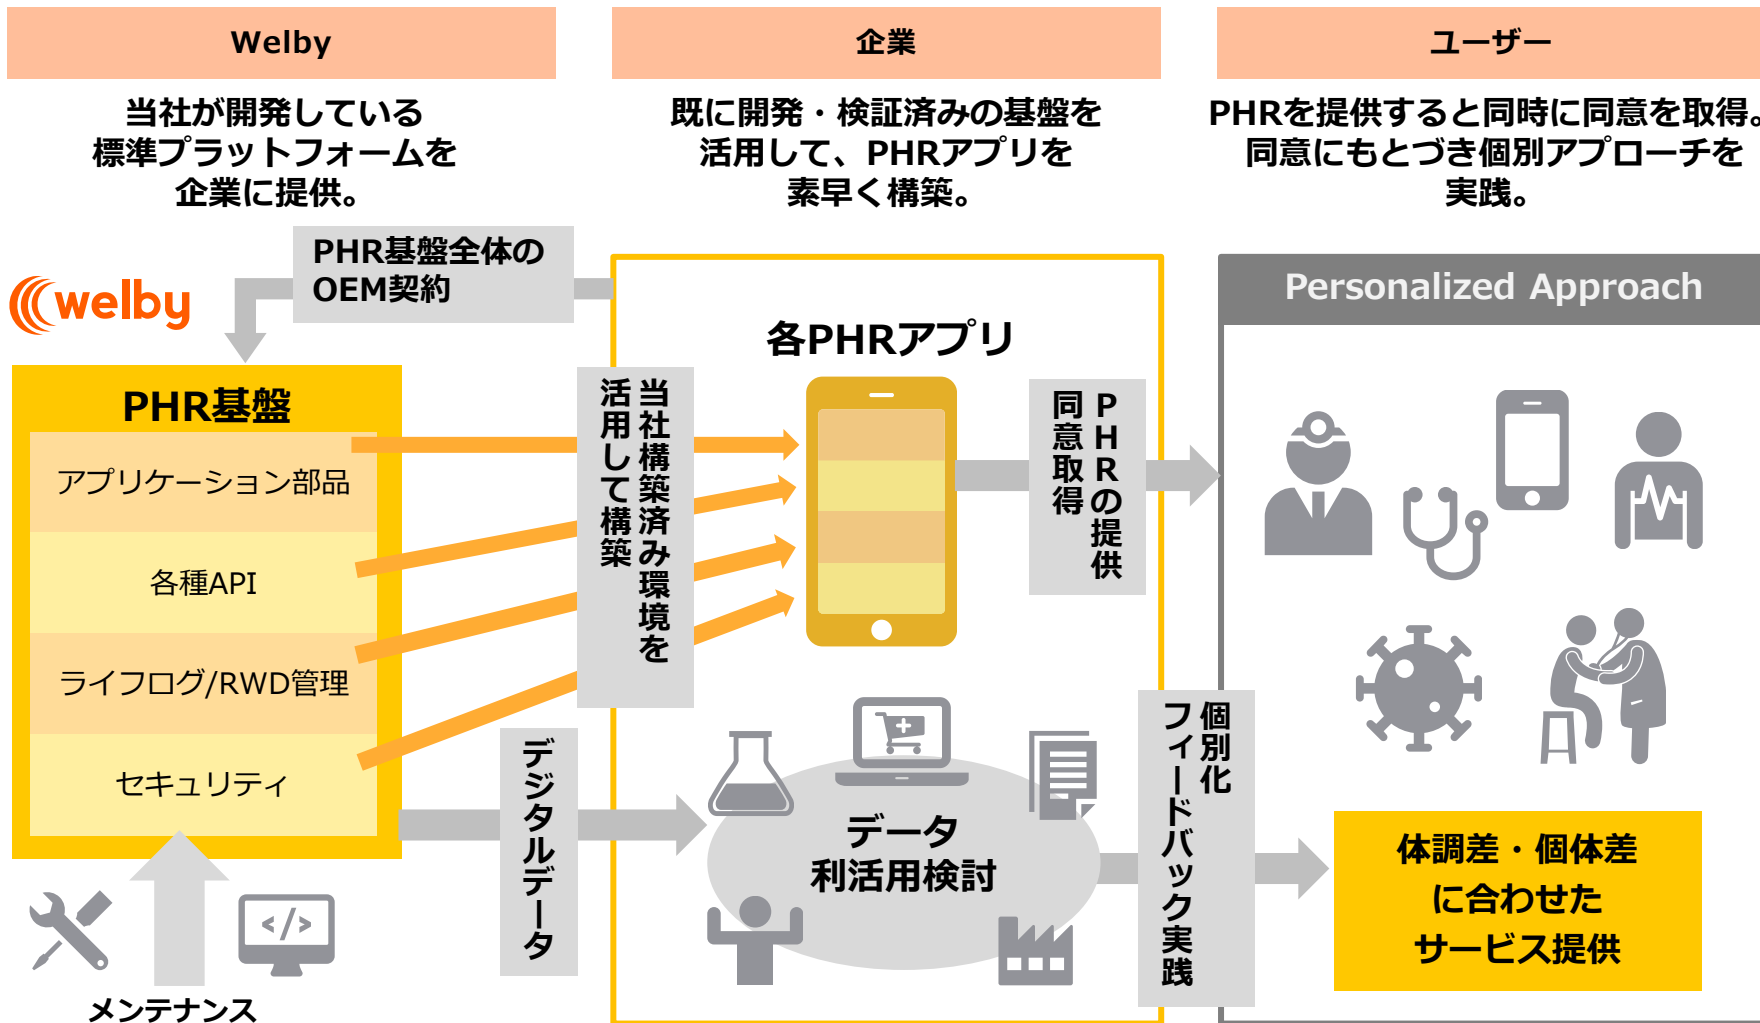 Welby
企業
ユーザー
当社が開発している
標準プラットフォームを
企業に提供。
既に開発・検証済みの基盤を
活用して、PHRアプリを
素早く構築。
PHRを提供すると同時に同意を取得。
同意にもとづき個別アプローチを
実践。
PHR基盤全体の
OEM契約
welby
PHR基盤
アプリケーション部品
各種API
ライフログ/RWD管理
セキュリティ
メンテナンス
</>
当社構築済み環境を
活用して構築
デジタルデータ
各PHRアプリ
データ
利活用検討
PHRの提供
同意取得
個別化
フィードバック実践
Personalized Approach
体調差・個体差
に合わせた
サービス提供